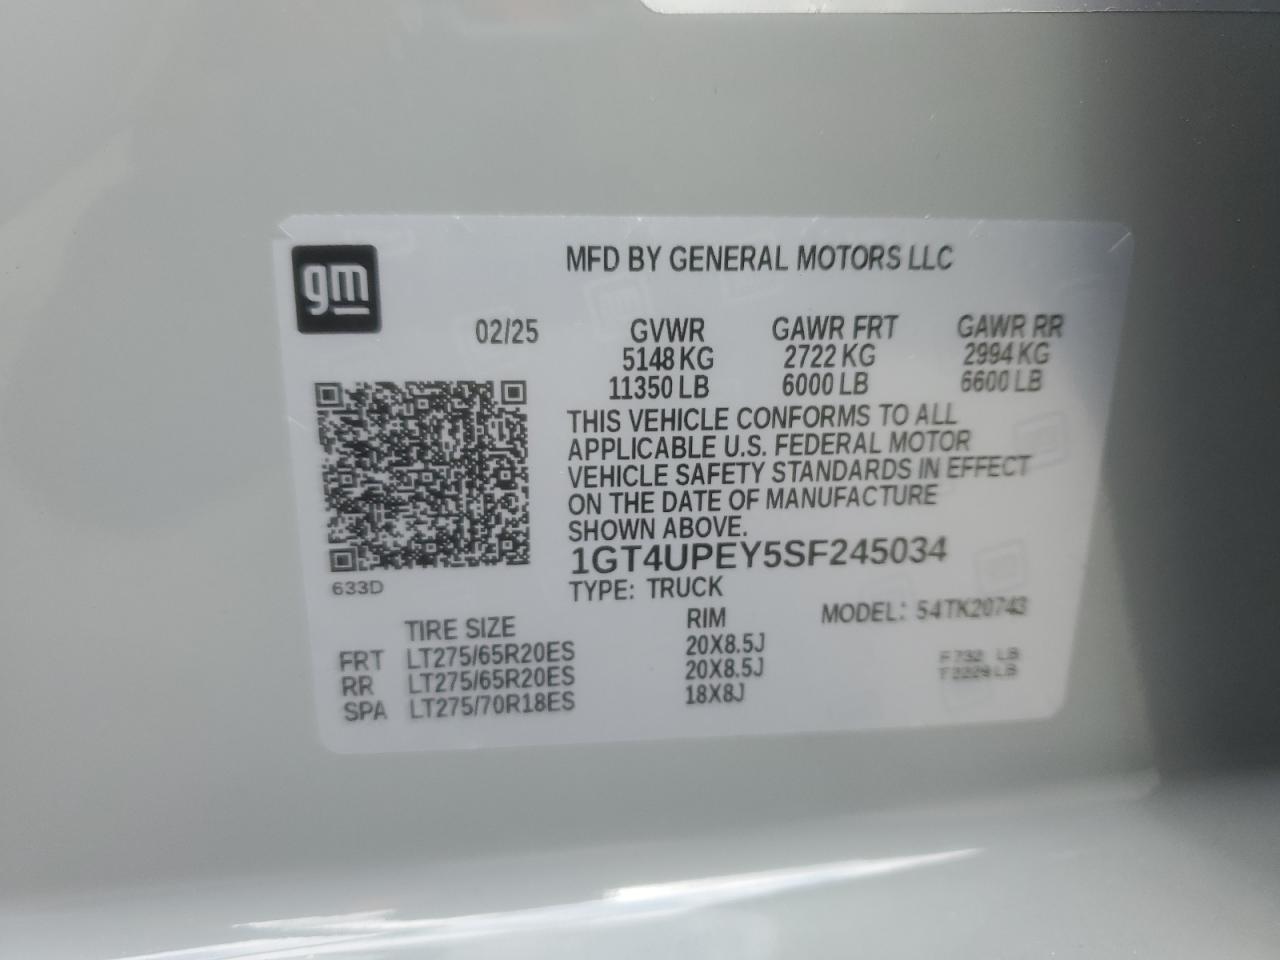 gm
MFD BY GENERAL MOTORS LLC
02/25 GVWR GAWR FRT GAWR RR
5148 KG 2722 KG 2994 KG
11350 LB 6000 LB 6600 LB
THIS VEHICLE CONFORMS TO ALL
APPLICABLE U.S. FEDERAL MOTOR
VEHICLE SAFETY STANDARDS IN EFFECT
ON THE DATE OF MANUFACTURE
SHOWN ABOVE.
1GT4UPEY5SF245034
633D
TYPE: TRUCK
MODEL: 54TK20743
TIRE SIZE RIM
FRT LT275/65R20ES 20X8.5J
RR LT275/65R20ES 20X8.5J
SPA LT275/70R18ES 18X8J
F 732 LB
LB